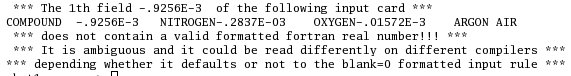 *** The 1th field -.9256E-3 of the following input card ***
COMPOUND -.9256E-3 NITROGEN-.2837E-03 OXYGEN-.01572E-3 ARGON AIR
*** does not contain a valid formatted fortran real number!!! ***
*** It is ambiguous and it could be read differently on different compilers ***
*** depending whether it defaults or not to the blank=0 formatted input rule ***